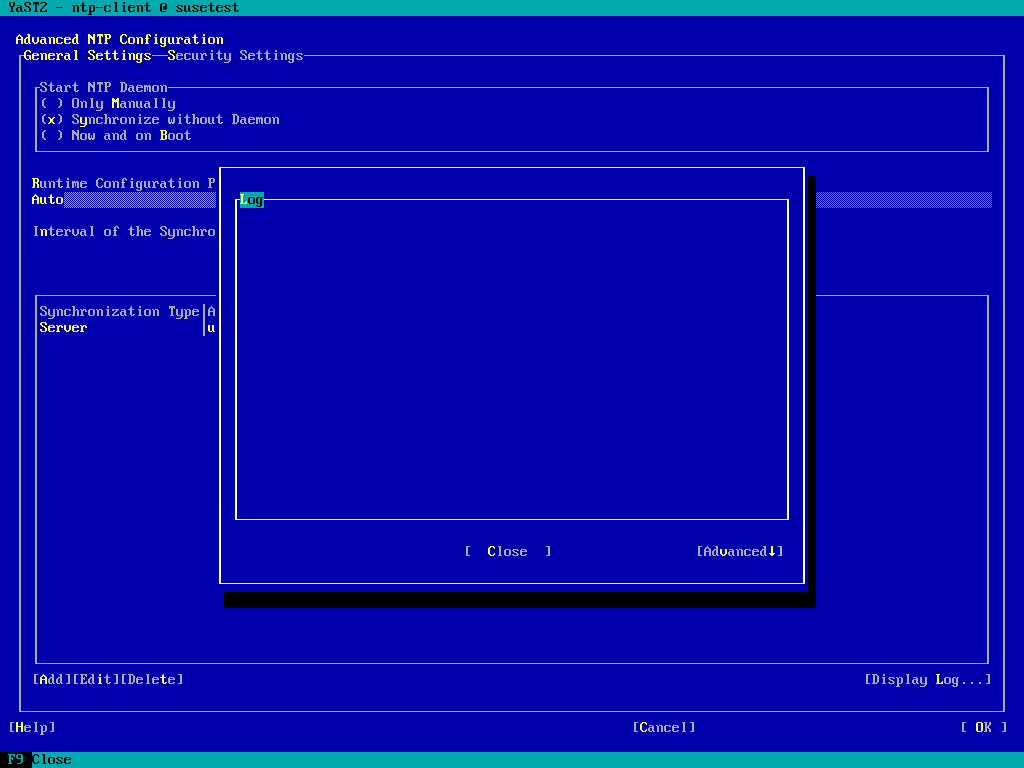 YaST2 - ntp-client @ susetest
Advanced NTP Configuration
General Settings Security Settings
Start NTP Daemon
( ) Only Manually
(x) Synchronize without Daemon
( ) Now and on Boot
Runtime Configuration P
Auto
Interval of the Synchro
Log
Synchronization Type|A
Server |u
[ Close ] [Advanced↓]
[Add][Edit][Delete] [Display Log...]
[Help] [Cancel] [ OK ]
F9 Close